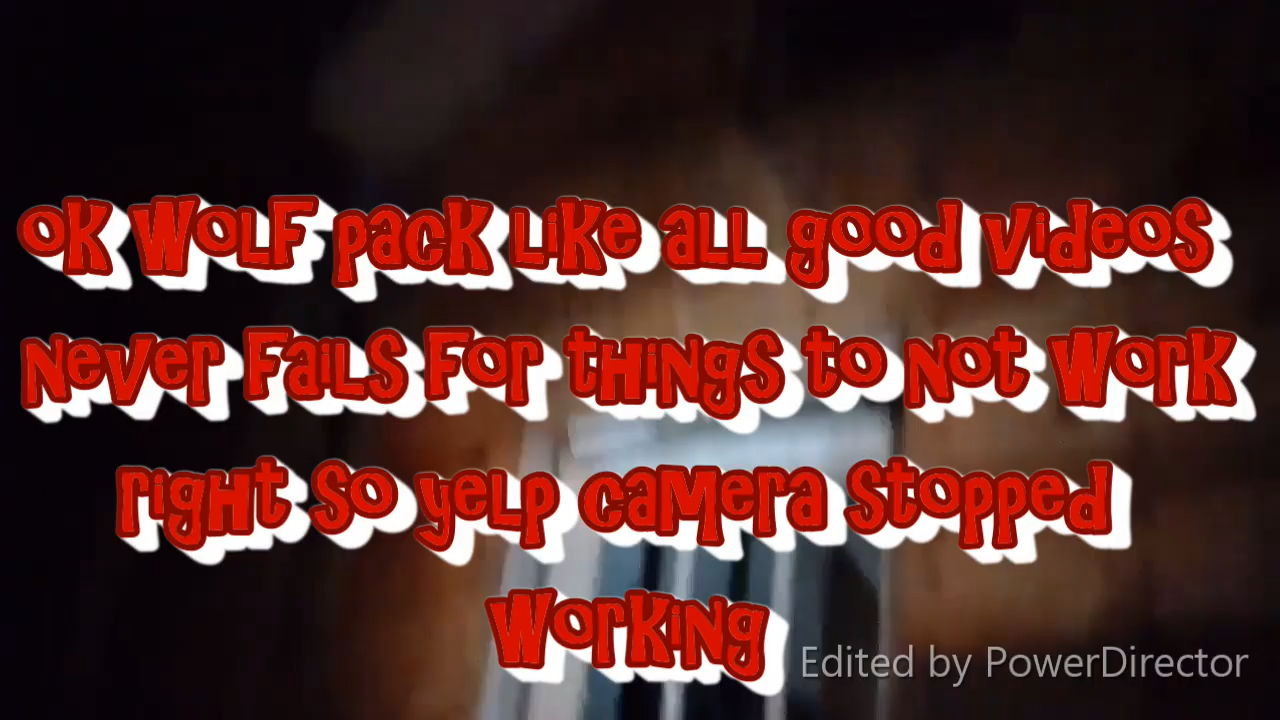 ok Wolf pack like all good videos
never fails for things to not work
right so yelp camera stopped
working
Edited by PowerDirector